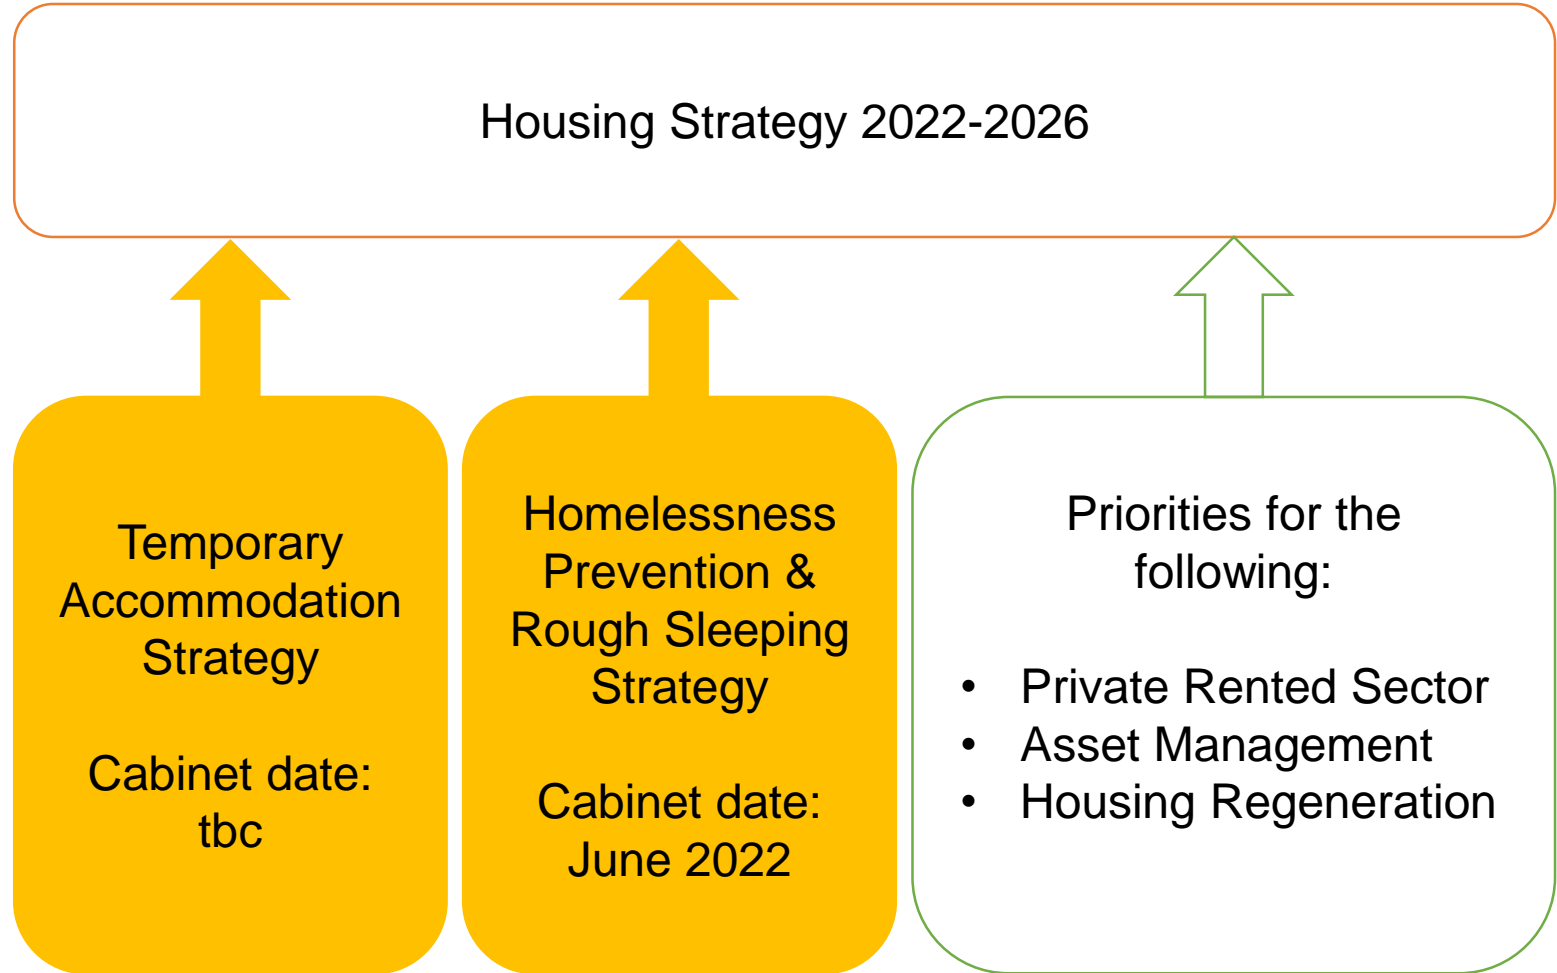 Housing Strategy 2022-2026
Temporary
Accommodation
Strategy
Cabinet date:
tbc
Homelessness
Prevention &
Rough Sleeping
Strategy
Cabinet date:
June 2022
Priorities for the
following:
• Private Rented Sector
• Asset Management
• Housing Regeneration